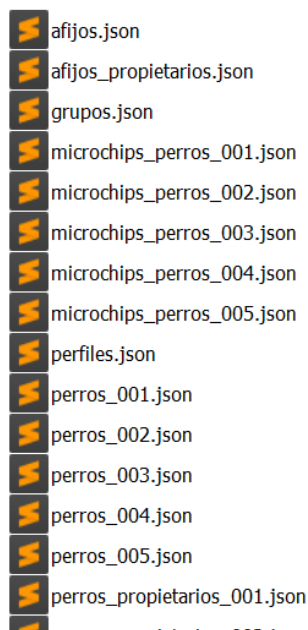 afijos.json
afijos_propietarios.json
grupos.json
microchips_perros_001.json
microchips_perros_002.json
microchips_perros_003.json
microchips_perros_004.json
microchips_perros_005.json
perfiles.json
perros_001.json
perros_002.json
perros_003.json
perros_004.json
perros_005.json
perros_propietarios_001.json